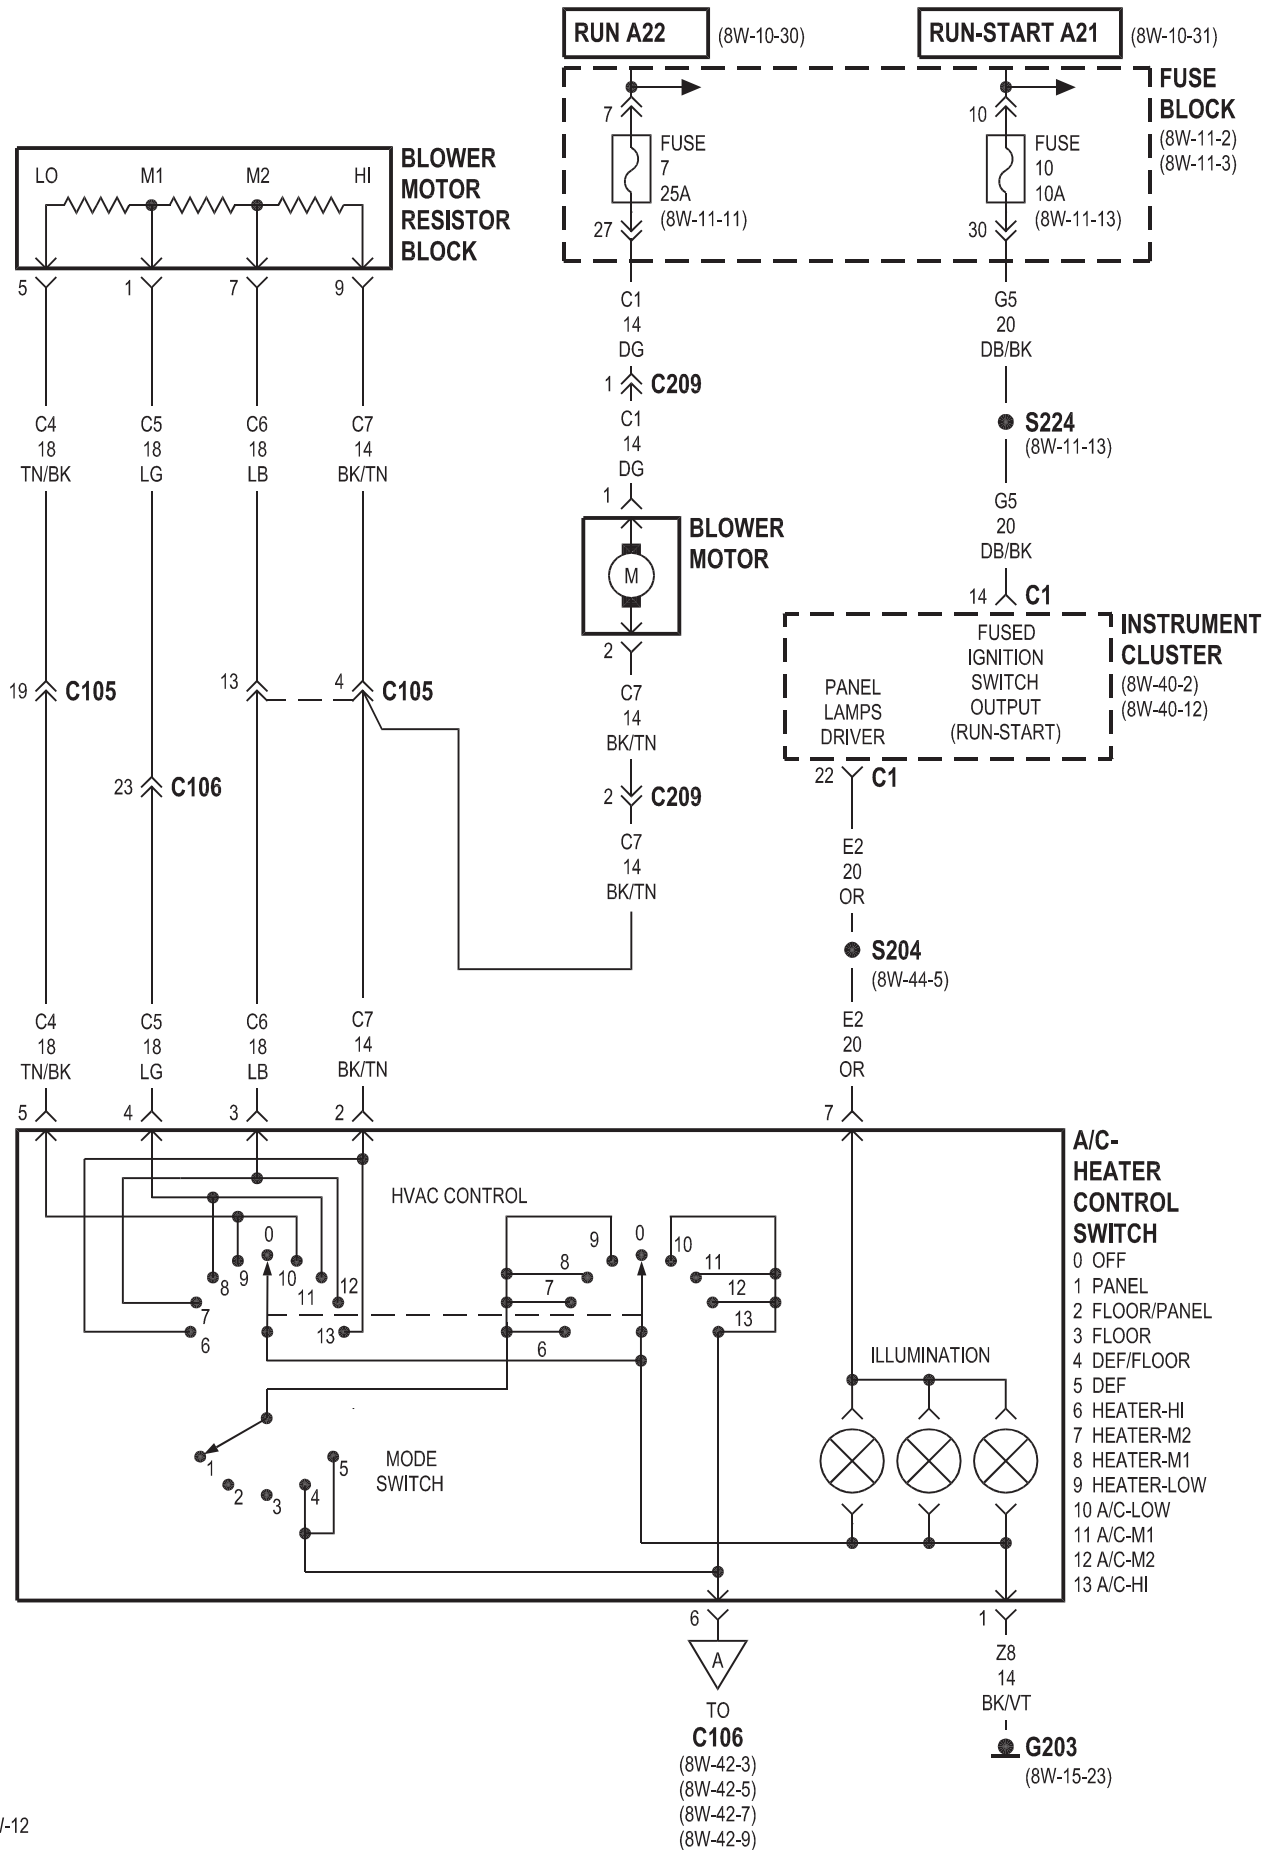 RUN A22
(8W-10-30)
RUN-START A21
(8W-10-31)
FUSE
BLOCK
(8W-11-2)
(8W-11-3)
7
FUSE
7
25A
(8W-11-11)
27
10
FUSE
10
10A
(8W-11-13)
30
LO
M1
M2
HI
BLOWER
MOTOR
RESISTOR
BLOCK
5
1
7
9
C1
14
DG
1
C209
C1
14
DG
1
BLOWER
MOTOR
M
2
C7
14
BK/TN
2
C209
C7
14
BK/TN
G5
20
DB/BK
S224
(8W-11-13)
G5
20
DB/BK
14
C1
FUSED
IGNITION
SWITCH
OUTPUT
(RUN-START)
PANEL
LAMPS
DRIVER
INSTRUMENT
CLUSTER
(8W-40-2)
(8W-40-12)
22
C1
E2
20
OR
S204
(8W-44-5)
E2
20
OR
7
C4
18
TN/BK
C5
18
LG
C6
18
LB
C7
14
BK/TN
19
C105
13
4
C105
23
C106
C4
18
TN/BK
C5
18
LG
C6
18
LB
C7
14
BK/TN
5
4
3
2
HVAC CONTROL
0
9
10
8
11
12
7
6
13
0
9
10
8
11
7
12
6
13
MODE
SWITCH
1
2
3
4
5
ILLUMINATION
A/C-
HEATER
CONTROL
SWITCH
0 OFF
1 PANEL
2 FLOOR/PANEL
3 FLOOR
4 DEF/FLOOR
5 DEF
6 HEATER-HI
7 HEATER-M2
8 HEATER-M1
9 HEATER-LOW
10 A/C-LOW
11 A/C-M1
12 A/C-M2
13 A/C-HI
6
A
TO
C106
(8W-42-3)
(8W-42-5)
(8W-42-7)
(8W-42-9)
1
Z8
14
BK/VT
G203
(8W-15-23)
-12